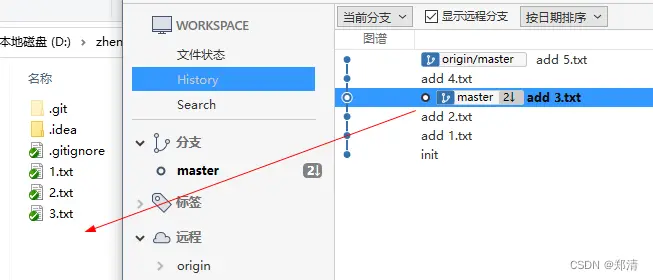 本地磁盘 (D:) › zhen
名称
.git
.idea
.gitignore
1.txt
2.txt
3.txt
WORKSPACE
文件状态
History
Search
分支
master 2↓
标签
远程
origin
当前分支 显示远程分支 按日期排序
图谱
origin/master add 5.txt
add 4.txt
master 2↓ add 3.txt
add 2.txt
add 1.txt
init
CSDN @郑清